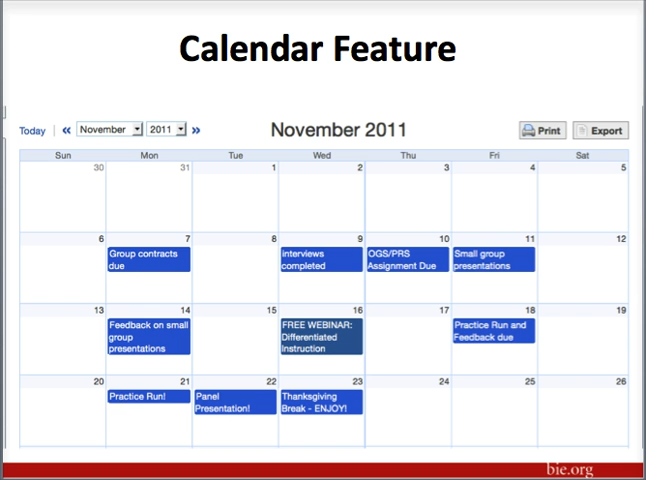 Calendar Feature
Today | « November 2011 »
November 2011
Print
Export
Sun Mon Tue Wed Thu Fri Sat
30 31 1 2 3 4 5
6 7 8 9 10 11 12
Group contracts
due
interviews
completed
OGS/PRS
Assignment Due
Small group
presentations
13 14 15 16 17 18 19
Feedback on small
group
presentations
FREE WEBINAR:
Differentiated
Instruction
Practice Run and
Feedback due
20 21 22 23 24 25 26
Practice Run!
Panel
Presentation!
Thanksgiving
Break - ENJOY!
bie.org